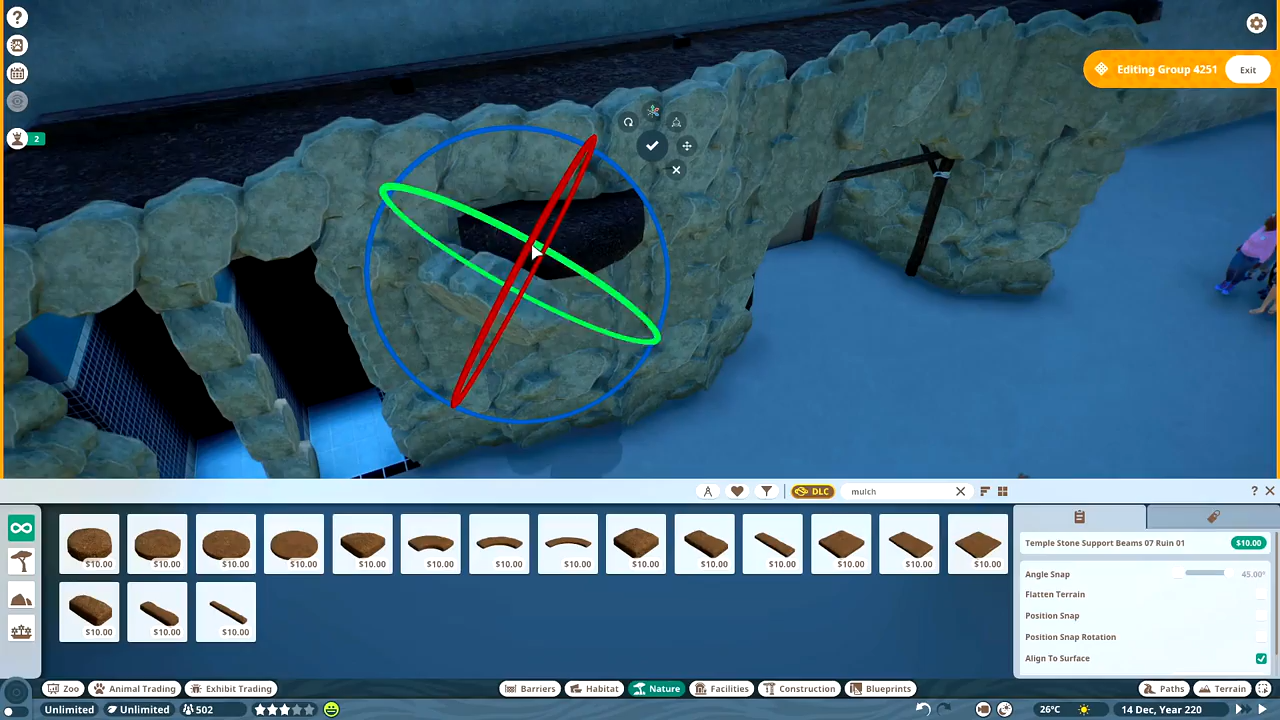 ?
Editing Group 4251
Exit
2
DLC
mulch
?
$10.00 $10.00 $10.00 $10.00 $10.00 $10.00 $10.00 $10.00 $10.00 $10.00 $10.00 $10.00 $10.00 $10.00
$10.00 $10.00 $10.00
Temple Stone Support Beams 07 Ruin 01 $10.00
Angle Snap 45.00°
Flatten Terrain
Position Snap
Position Snap Rotation
Align To Surface
Zoo Animal Trading Exhibit Trading Barriers Habitat Nature Facilities Construction Blueprints Paths Terrain
Unlimited Unlimited 502 26°C 14 Dec, Year 220